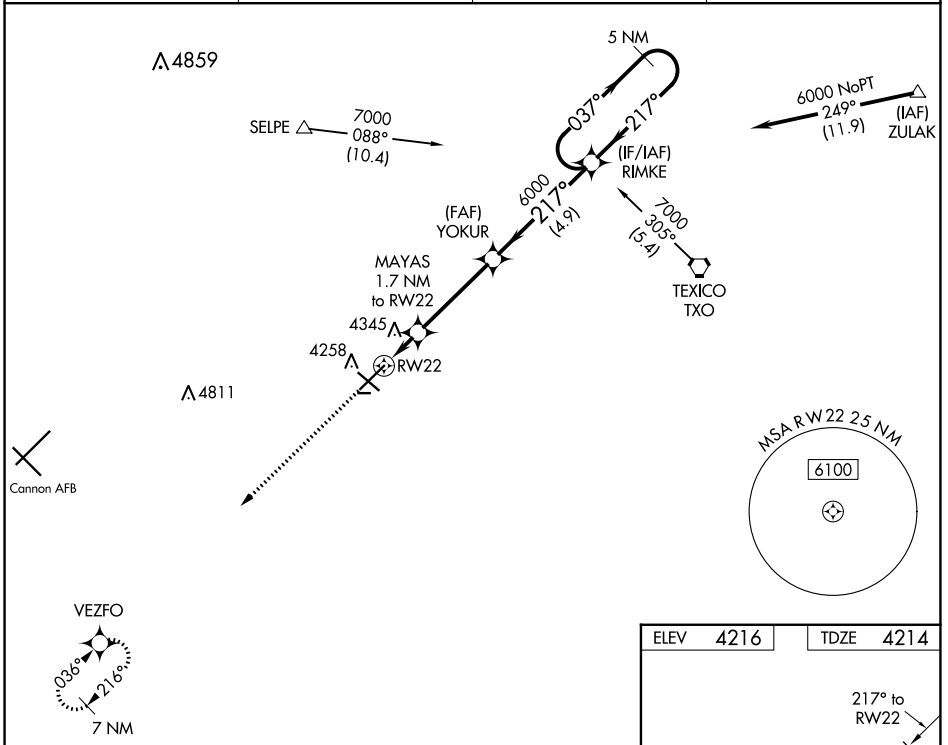 4859
5 NM
SELPE
7000
088°
(10.4)
037°
217°
6000 NoPT
249°
(11.9)
(IAF)
ZULAK
(IF/IAF)
RIMKE
6000
217°
(4.9)
7000
305°
(5.4)
TEXICO
TXO
(FAF)
YOKUR
MAYAS
1.7 NM
to RW22
4345
4258
RW22
4811
Cannon AFB
MSA RW22 25 NM
6100
VEZFO
036°
216°
7 NM
ELEV 4216
TDZE 4214
217° to
RW22